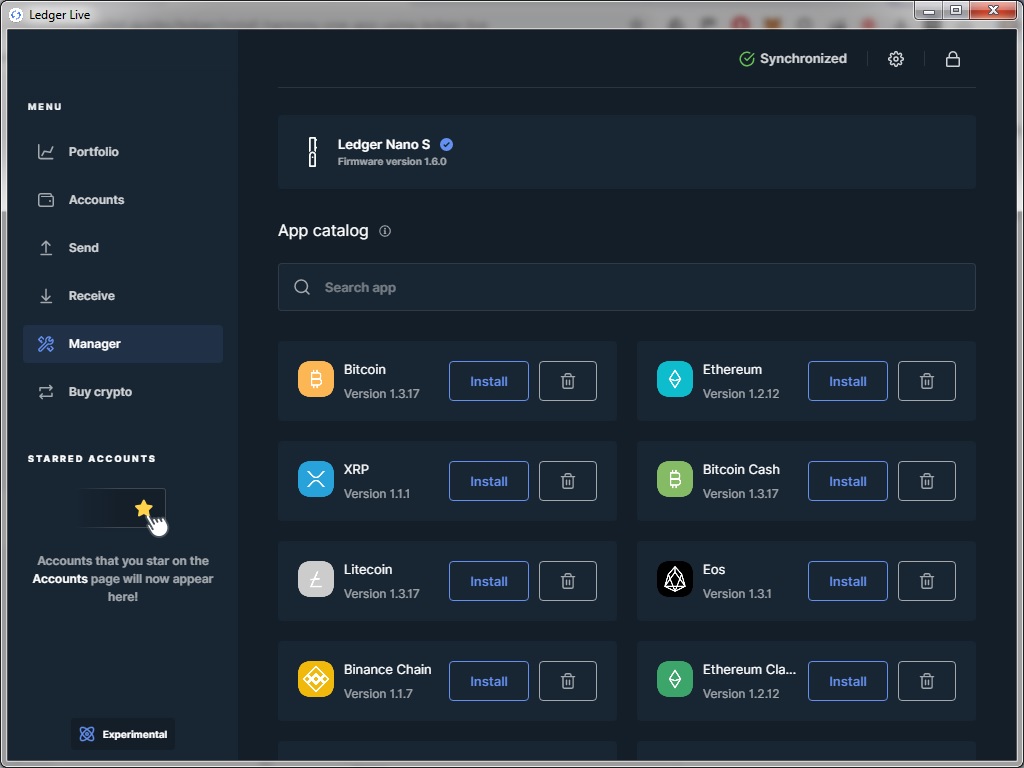 Ledger Live
Synchronized
MENU
Portfolio
Accounts
Send
Receive
Manager
Buy crypto
STARRED ACCOUNTS
Accounts that you star on the
Accounts page will now appear
here!
Experimental
Ledger Nano S
Firmware version 1.6.0
App catalog
Search app
Bitcoin
Version 1.3.17
Install
Ethereum
Version 1.2.12
Install
XRP
Version 1.1.1
Install
Bitcoin Cash
Version 1.3.17
Install
Litecoin
Version 1.3.17
Install
Eos
Version 1.3.1
Install
Binance Chain
Version 1.1.7
Install
Ethereum Cla...
Version 1.2.12
Install